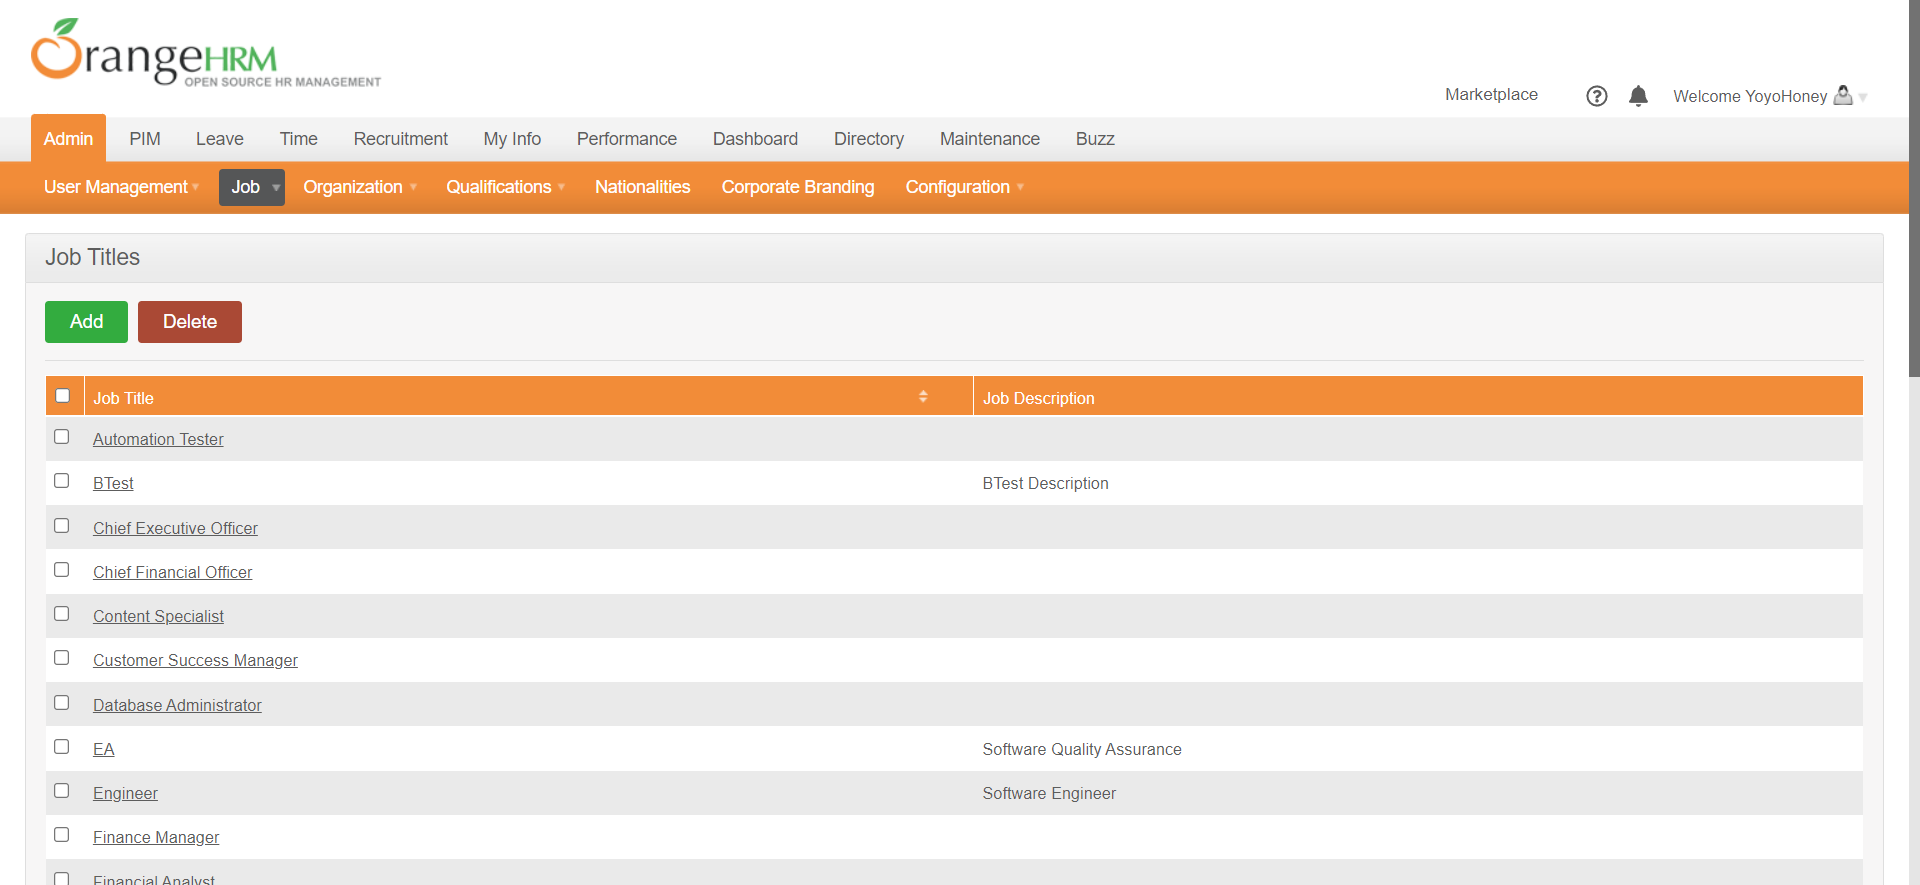 OrangeHRM
OPEN SOURCE HR MANAGEMENT
Marketplace
Welcome YoyoHoney
Admin PIM Leave Time Recruitment My Info Performance Dashboard Directory Maintenance Buzz
User Management Job Organization Qualifications Nationalities Corporate Branding Configuration
Job Titles
Add Delete
Job Title Job Description
Automation Tester
BTest BTest Description
Chief Executive Officer
Chief Financial Officer
Content Specialist
Customer Success Manager
Database Administrator
EA Software Quality Assurance
Engineer Software Engineer
Finance Manager
Financial Analyst